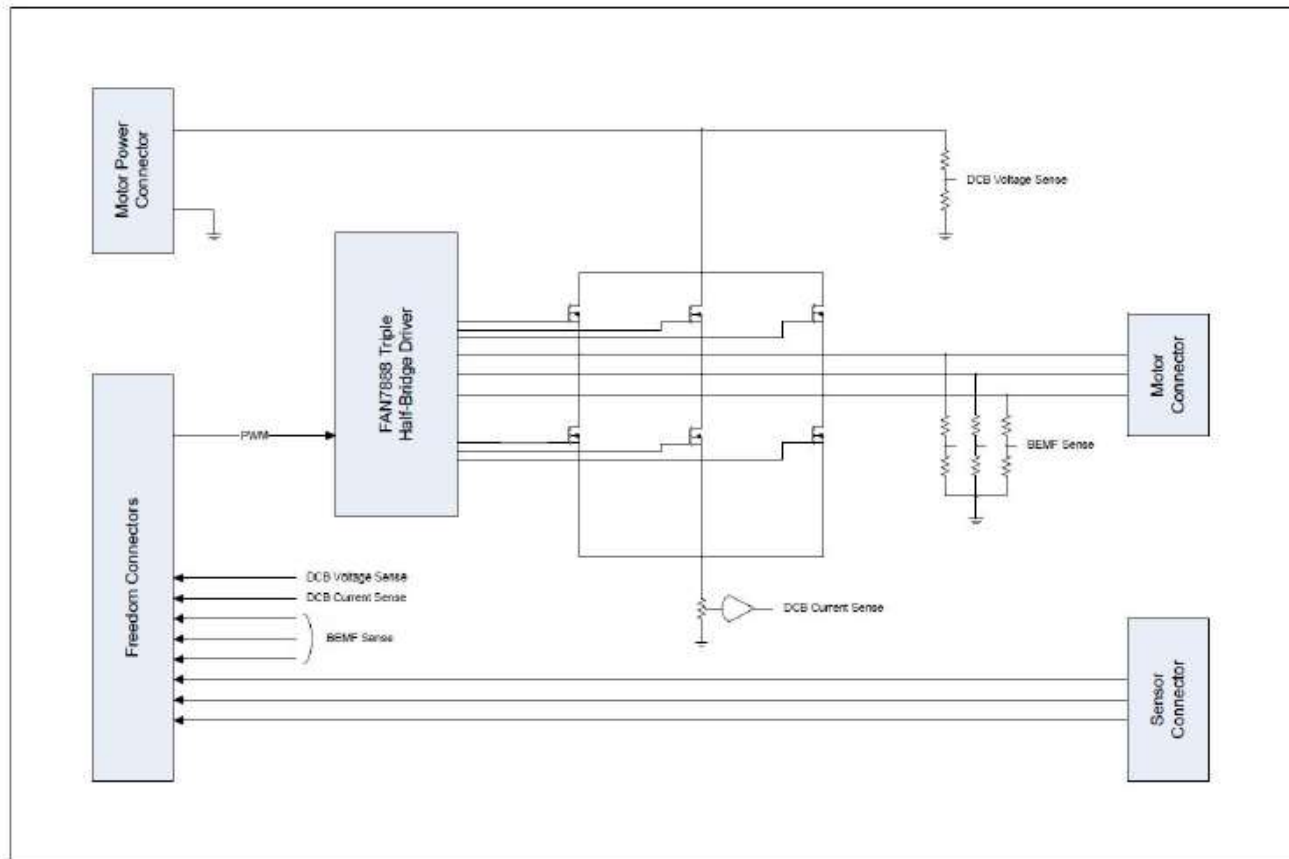 Motor Power
Connector
DCB Voltage Sense
FAN7888 Triple
Half-Bridge Driver
Motor
Connector
PWM
BEMF Sense
Freedom Connectors
DCB Voltage Sense
DCB Current Sense
BEMF Sense
DCB Current Sense
Sensor
Connector